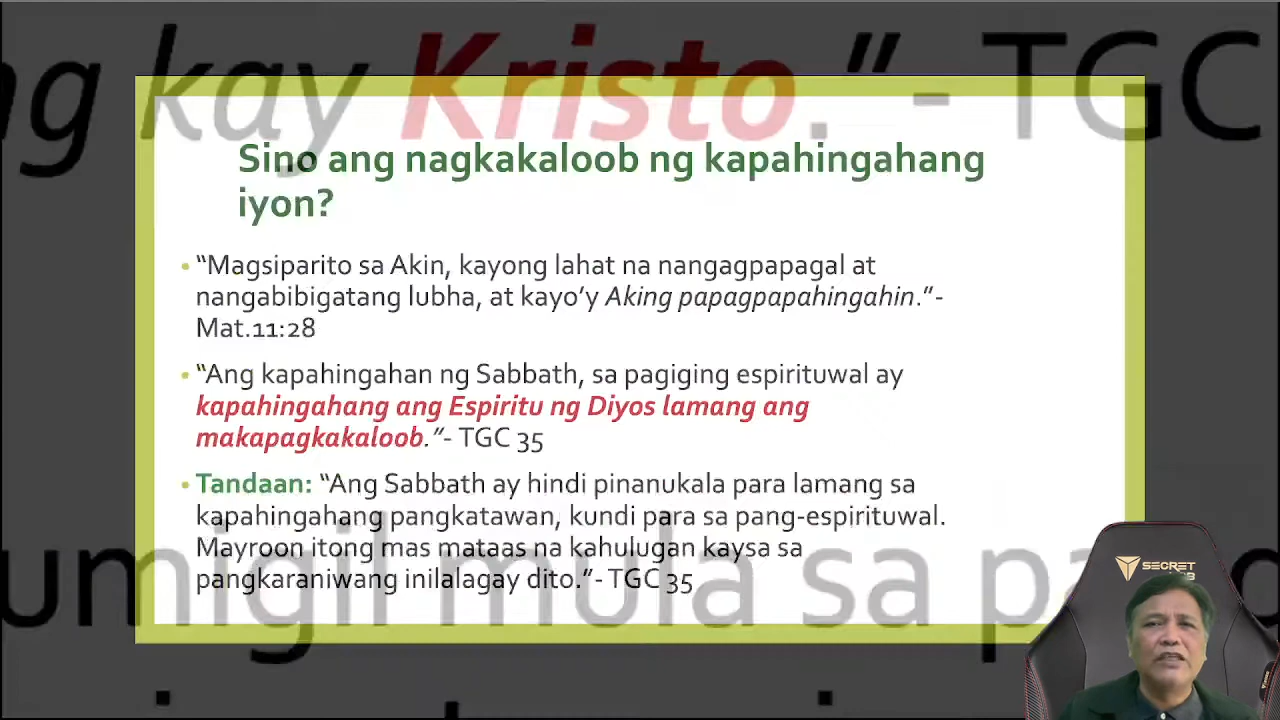 ng kay Kristo.” - TGC
Sino ang nagkakaloob ng kapahingahang
iyon?
• “Magsiparito sa Akin, kayong lahat na nangagpapagal at
nangabibigatang lubha, at kayo’y Aking papagpapahingahin.”-
Mat.11:28
• “Ang kapahingahan ng Sabbath, sa pagiging espirituwal ay
kapahingahang ang Espiritu ng Diyos lamang ang
makapagkakaloob.”- TGC 35
• Tandaan: “Ang Sabbath ay hindi pinanukala para lamang sa
kapahingahang pangkatawan, kundi para sa pang-espirituwal.
Mayroon itong mas mataas na kahulugan kaysa sa
pangkaraniwang inilalagay dito.”- TGC 35
umigil mula sa
SECRET